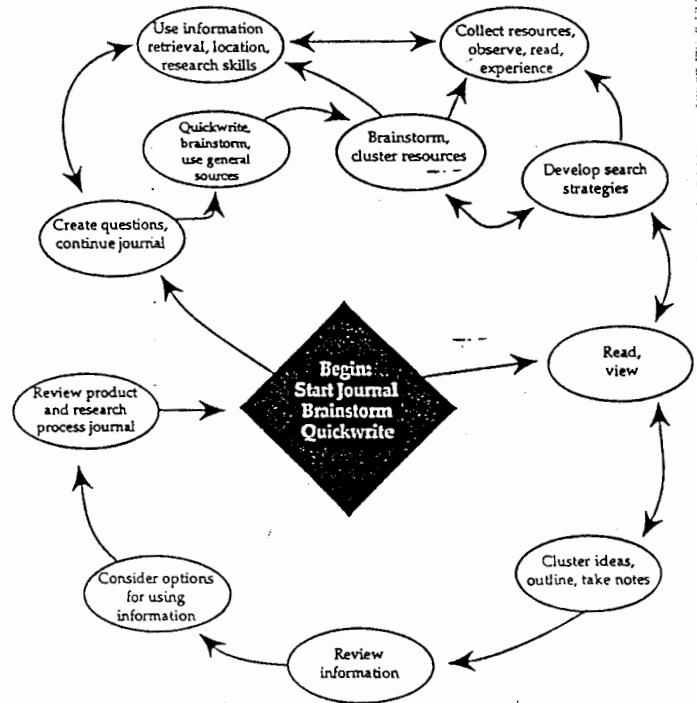 Use information
retrieval, location,
research skills
Collect resources,
observe, read,
experience
Quickwrite,
brainstorm,
use general
sources
Brainstorm,
cluster resources
Develop search
strategies
Create questions,
continue journal
Begin:
Start Journal
Brainstorm
Quickwrite
Read,
view
Review product
and research
process journal
Cluster ideas,
outline, take notes
Consider options
for using
information
Review
information